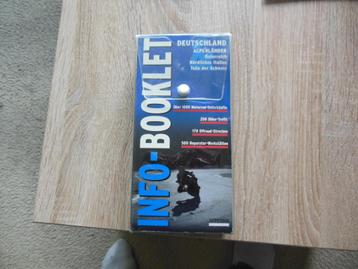 INFO-BOOKLET
DEUTSCHLAND
ALPENLÄNDER
Österreich
Nördliches Italien
Teile der Schweiz
über 1000 Motorrad-Unterkünfte
200 Biker-Treffs
170 Offroad-Strecken
500 Reparatur-Werkstätten